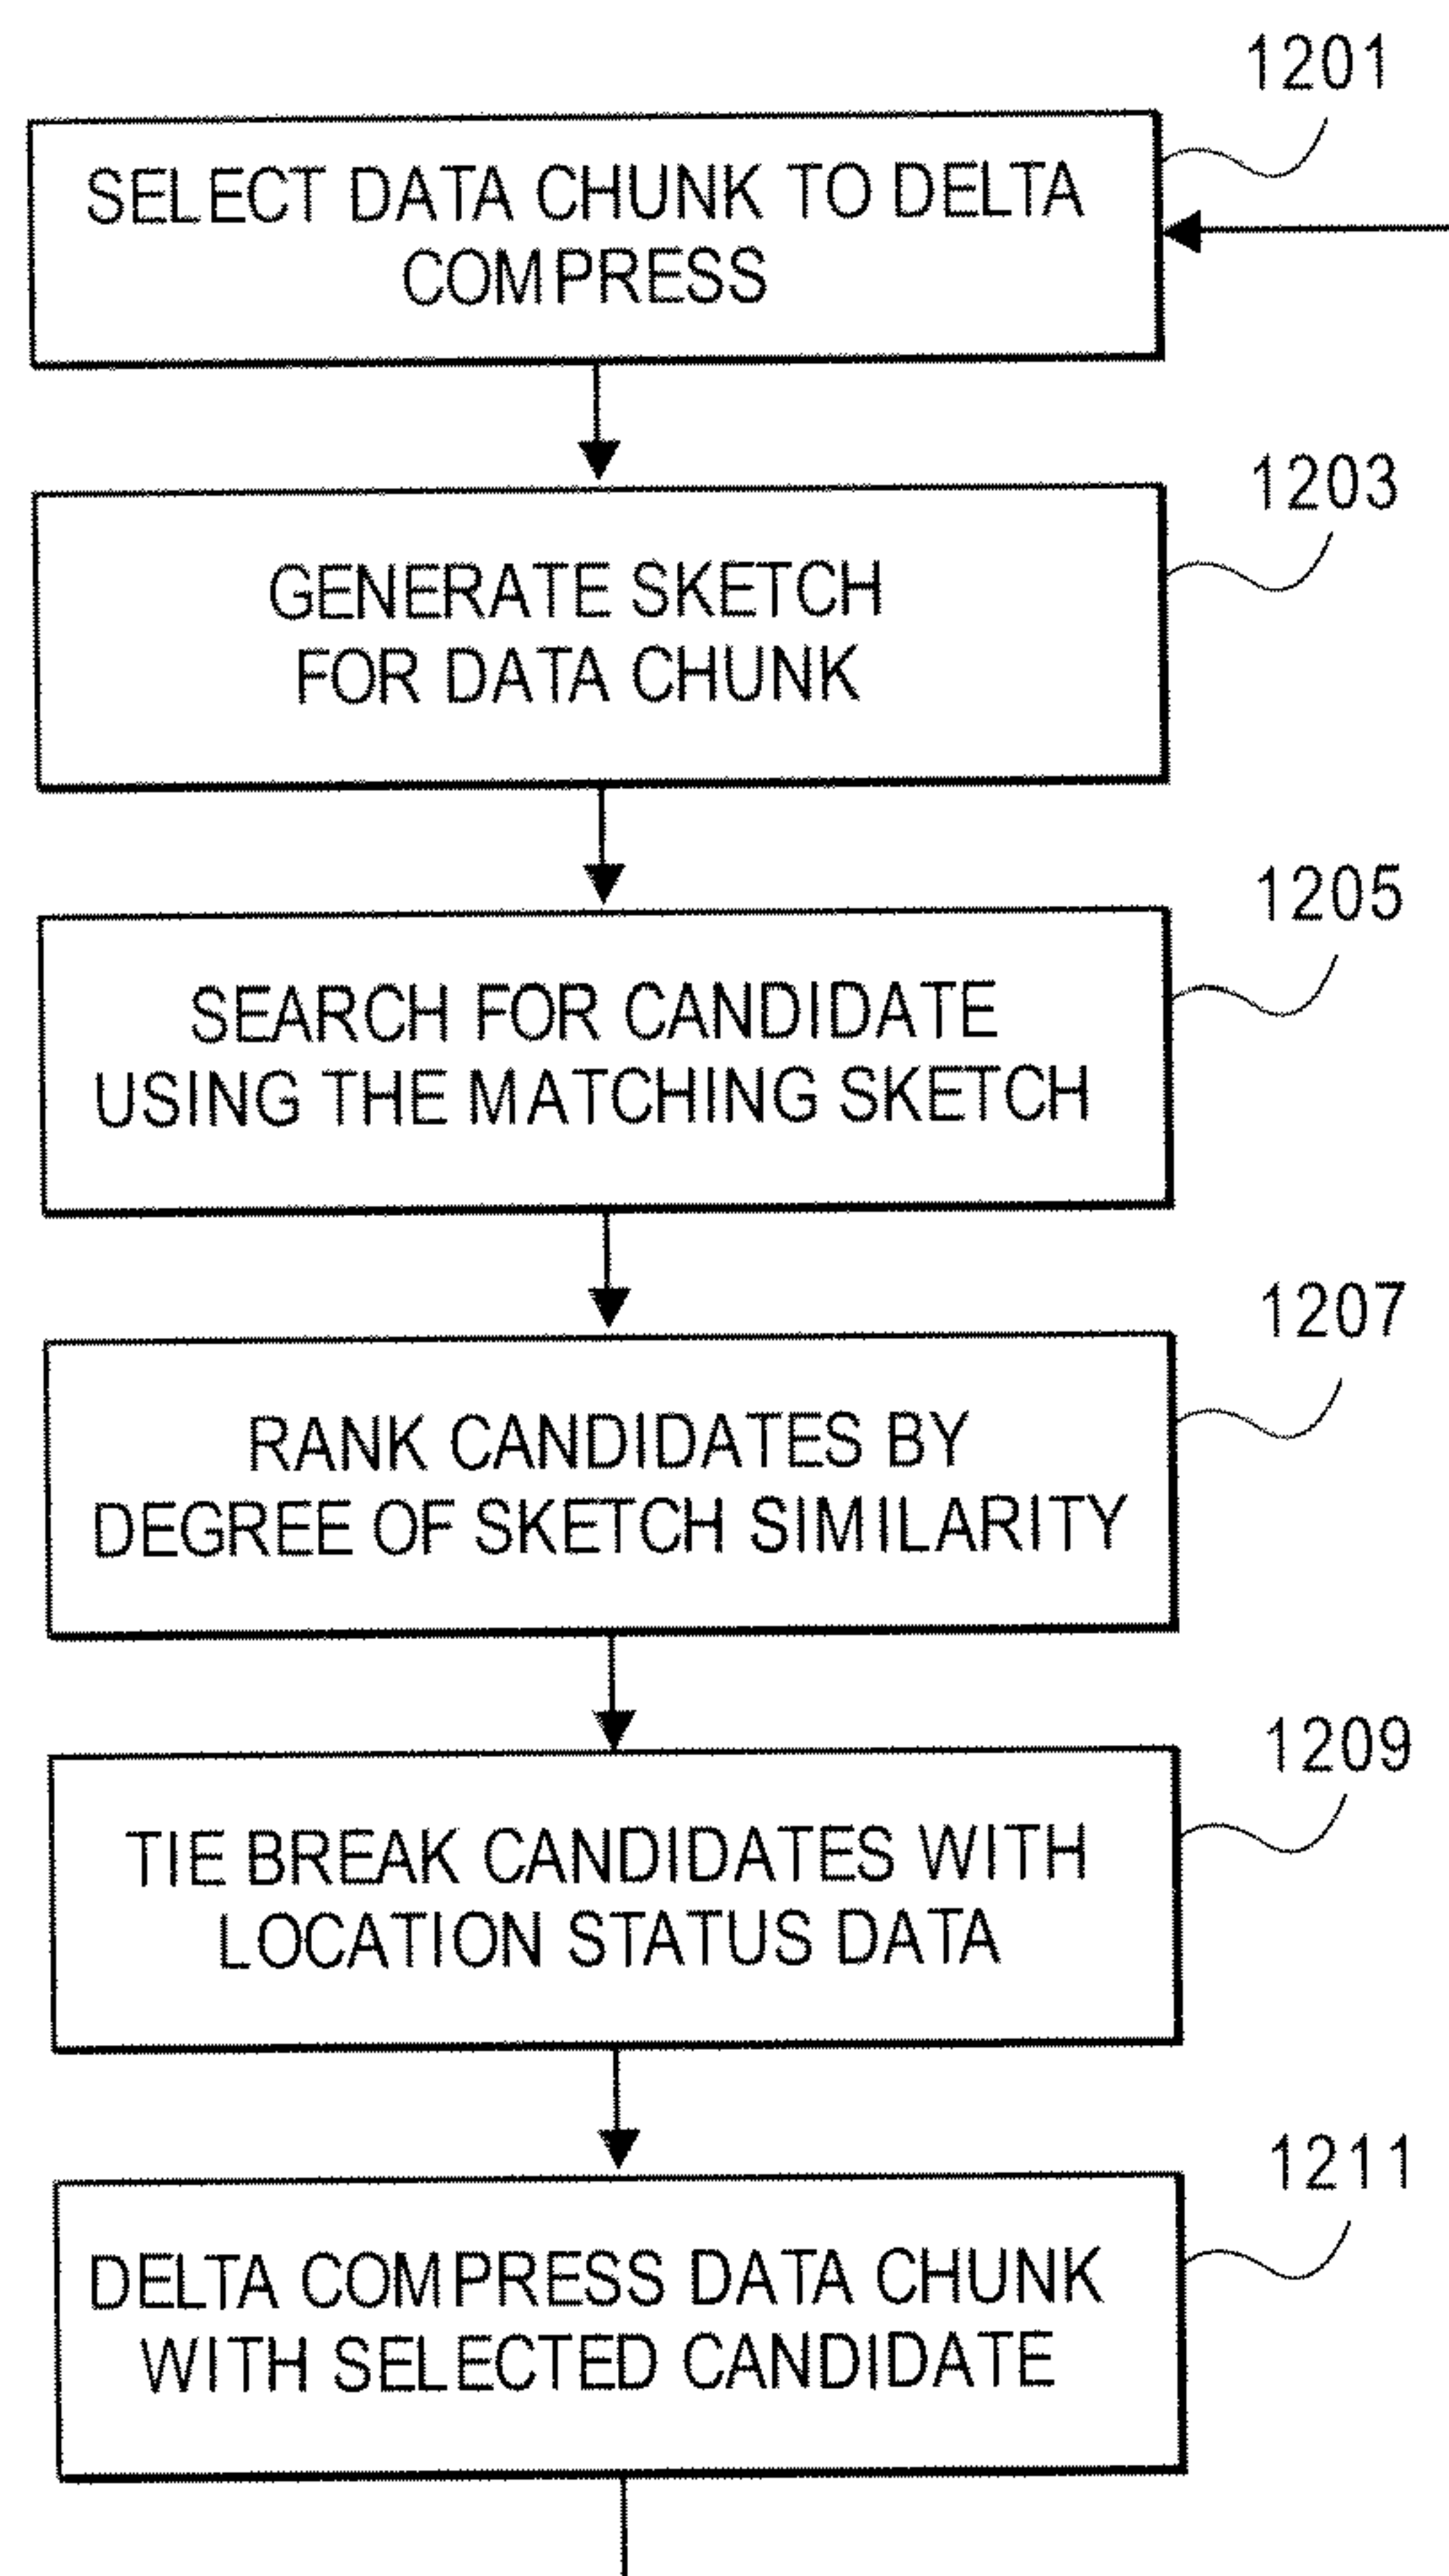 1201
SELECT DATA CHUNK TO DELTA
COMPRESS
1203
GENERATE SKETCH
FOR DATA CHUNK
1205
SEARCH FOR CANDIDATE
USING THE MATCHING SKETCH
1207
RANK CANDIDATES BY
DEGREE OF SKETCH SIMILARITY
1209
TIE BREAK CANDIDATES WITH
LOCATION STATUS DATA
1211
DELTA COMPRESS DATA CHUNK
WITH SELECTED CANDIDATE